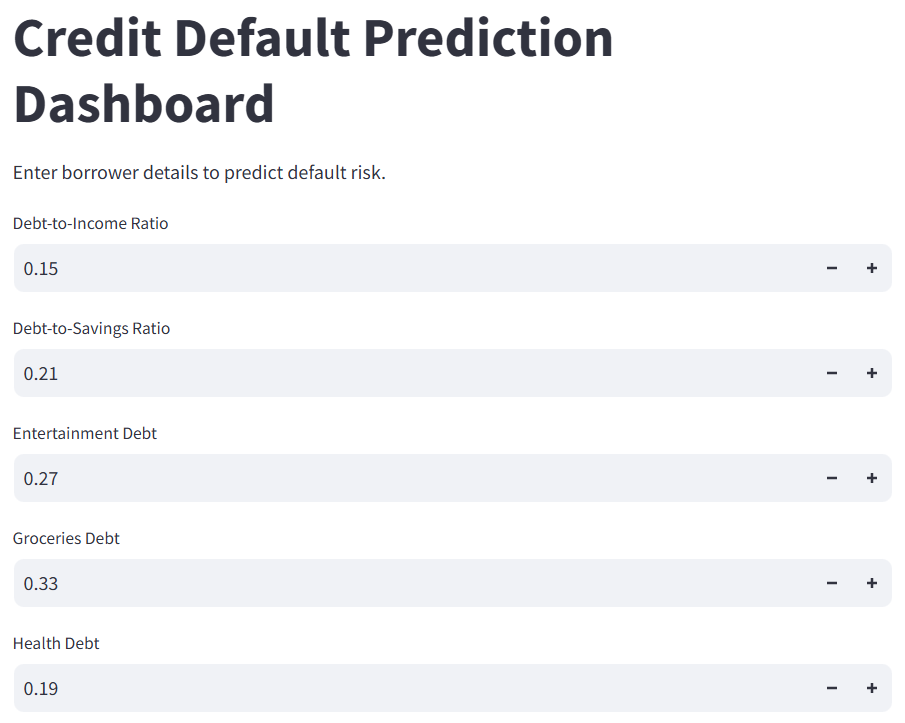 Credit Default Prediction
Dashboard
Enter borrower details to predict default risk.
Debt-to-Income Ratio
0.15
Debt-to-Savings Ratio
0.21
Entertainment Debt
0.27
Groceries Debt
0.33
Health Debt
0.19